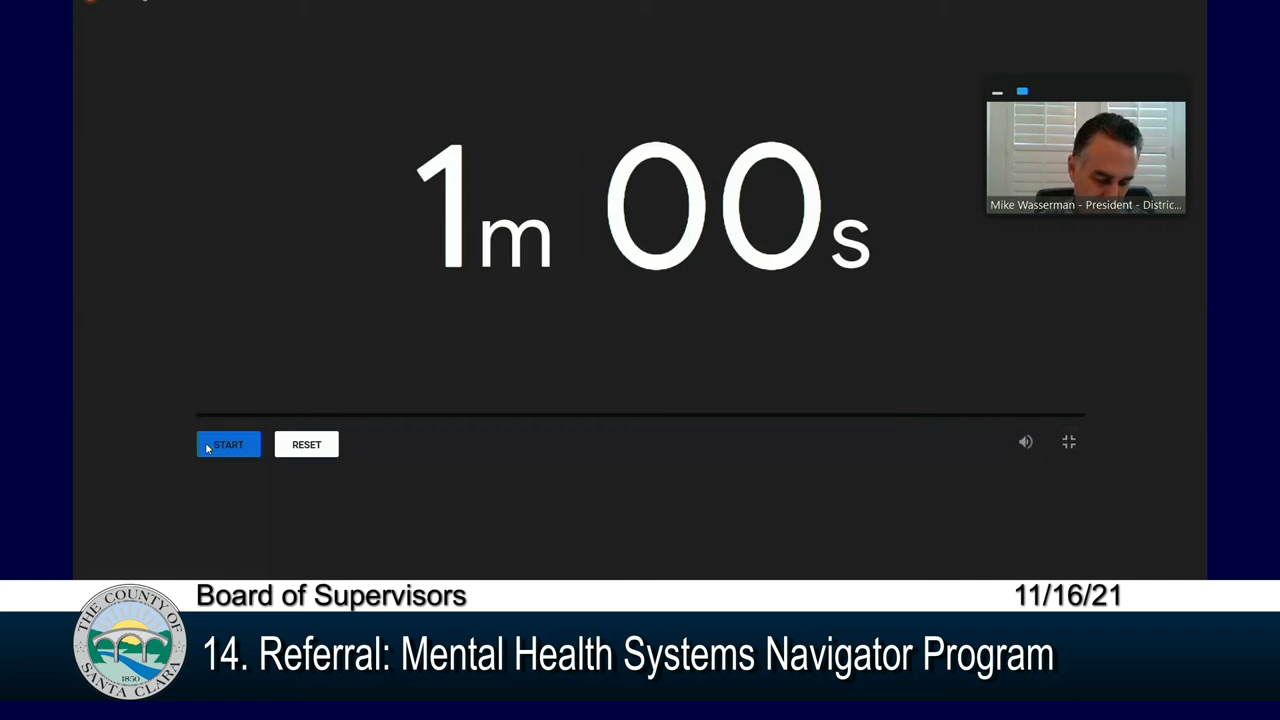 1m 00s
Mike Wasserman - President - Distric...
START
RESET
Board of Supervisors
11/16/21
THE COUNTY OF
SANTA CLARA
1850
14. Referral: Mental Health Systems Navigator Program